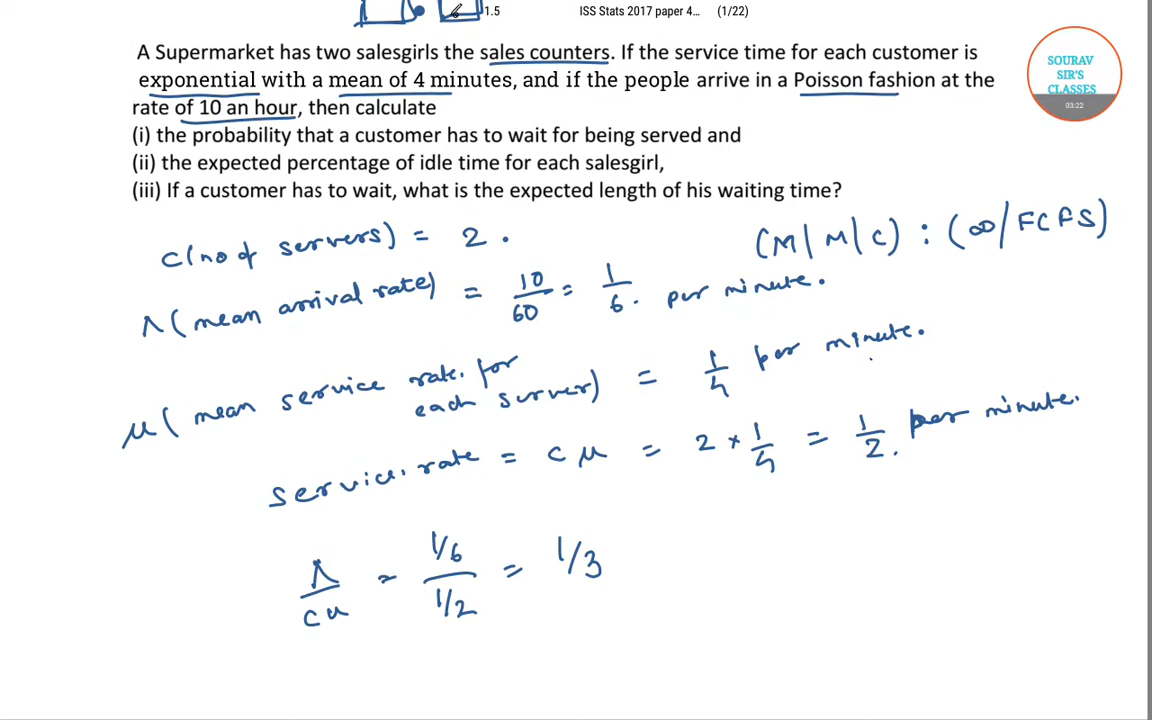 1.5 ISS Stats 2017 paper 4... (1/22)
A Supermarket has two salesgirls the sales counters. If the service time for each customer is
exponential with a mean of 4 minutes, and if the people arrive in a Poisson fashion at the
rate of 10 an hour, then calculate
(i) the probability that a customer has to wait for being served and
(ii) the expected percentage of idle time for each salesgirl,
(iii) If a customer has to wait, what is the expected length of his waiting time?
SOURAV
SIR'S
CLASSES
03:22
C(no of servers) = 2.
(M/M/C) : (∞/FCFS)
λ(mean arrival rate) = 10/60 = 1/6. per minute.
μ(mean service rate. for each surver) = 1/4 per minute.
service. rate = cμ = 2 × 1/4 = 1/2. per minute.
λ/cμ = 1/6 / 1/2 = 1/3